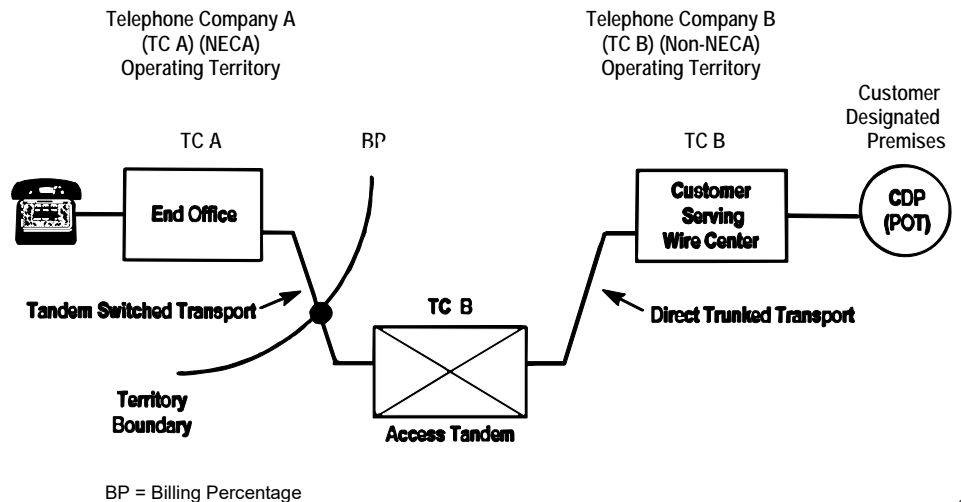 Telephone Company A
(TC A) (NECA)
Operating Territory
Telephone Company B
(TC B) (Non-NECA)
Operating Territory
Customer
Designated
Premises
TC A
BP
TC B
End Office
Customer
Serving
Wire Center
CDP
(POT)
Tandem Switched Transport
TC B
Direct Trunked Transport
Territory
Boundary
Access Tandem
BP = Billing Percentage